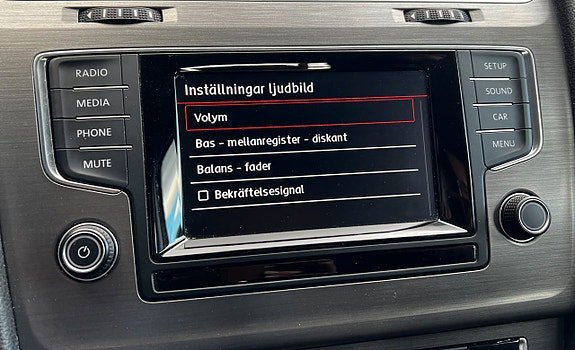 RADIO
MEDIA
PHONE
MUTE
Inställningar ljudbild
Volym
Bas - mellanregister - diskant
Balans - fader
Bekräftelsesignal
SETUP
SOUND
CAR
MENU